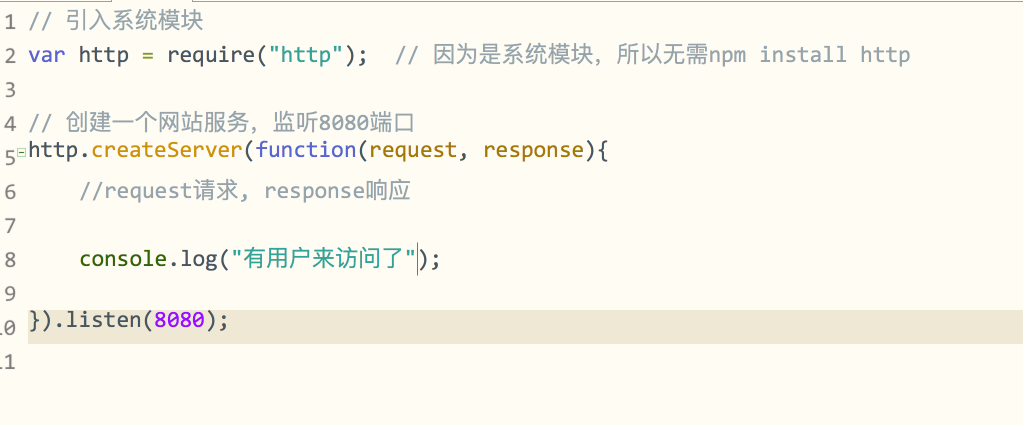 1 // 引入系统模块
2 var http = require("http");  // 因为是系统模块，所以无需npm install http
3
4 // 创建一个网站服务，监听8080端口
5 http.createServer(function(request, response){
6     //request请求, response响应
7
8     console.log("有用户来访问了");
9
10 }).listen(8080);
11